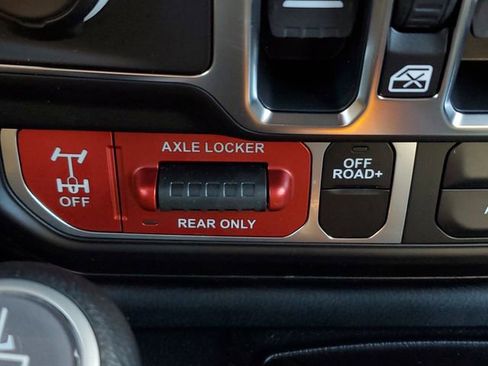 AXLE LOCKER
OFF
REAR ONLY
OFF
ROAD+